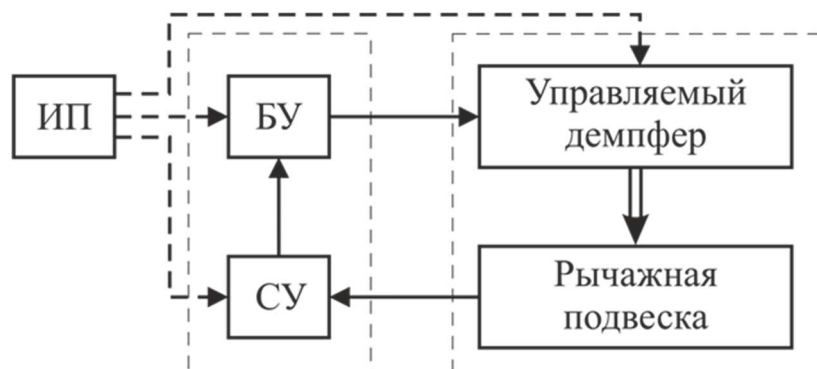 ИП
БУ
Управляемый
демпфер
СУ
Рычажная
подвеска